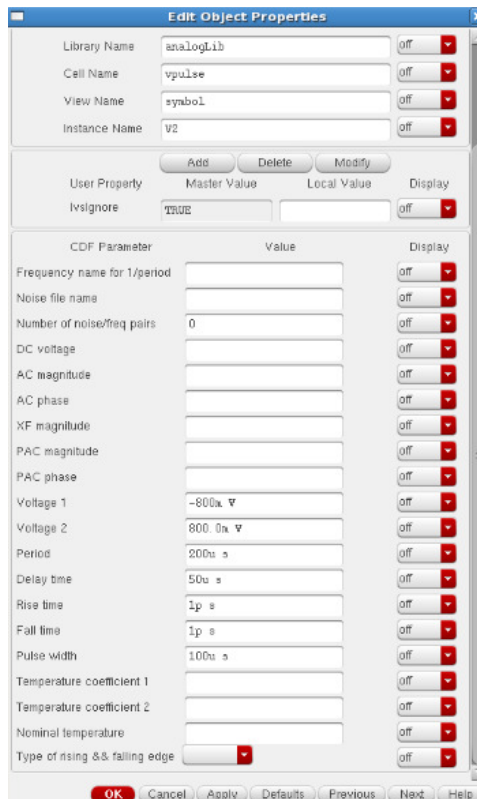 Edit Object Properties
Library Name analogLib off
Cell Name vpulse off
View Name symbol off
Instance Name V2 off
Add Delete Modify
User Property Master Value Local Value Display
lvsIgnore TRUE off
CDF Parameter Value Display
Frequency name for 1/period off
Noise file name off
Number of noise/freq pairs 0 off
DC voltage off
AC magnitude off
AC phase off
XF magnitude off
PAC magnitude off
PAC phase off
Voltage 1 -800m V off
Voltage 2 800.0m V off
Period 200u s off
Delay time 50u s off
Rise time 1p s off
Fall time 1p s off
Pulse width 100u s off
Temperature coefficient 1 off
Temperature coefficient 2 off
Nominal temperature off
Type of rising && falling edge off
OK Cancel Apply Defaults Previous Next Help